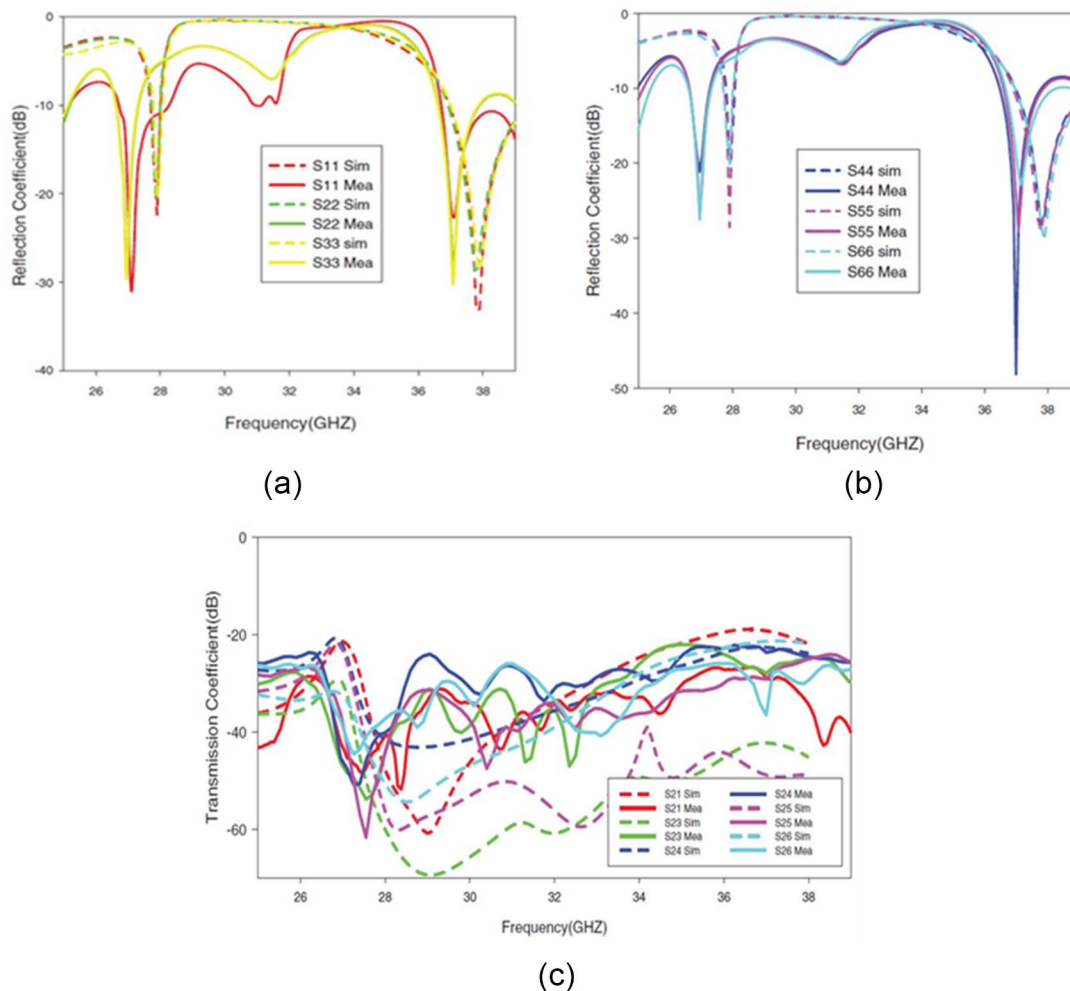 0
-10
-20
-30
-40
Reflection Coefficient(dB)
S11 Sim
S11 Mea
S22 Sim
S22 Mea
S33 sim
S33 Mea
26 28 30 32 34 36 38
Frequency(GHZ)
(a)
0
-10
-20
-30
-40
-50
Reflection Coefficient(dB)
S44 sim
S44 Mea
S55 sim
S55 Mea
S66 sim
S66 Mea
26 28 30 32 34 36 38
Frequency(GHZ)
(b)
0
-20
-40
-60
Transmission Coefficient(dB)
S21 Sim S24 Mea
S21 Mea S25 Sim
S23 Sim S25 Mea
S23 Mea S26 Sim
S24 Sim S26 Mea
26 28 30 32 34 36 38
Frequency(GHZ)
(c)